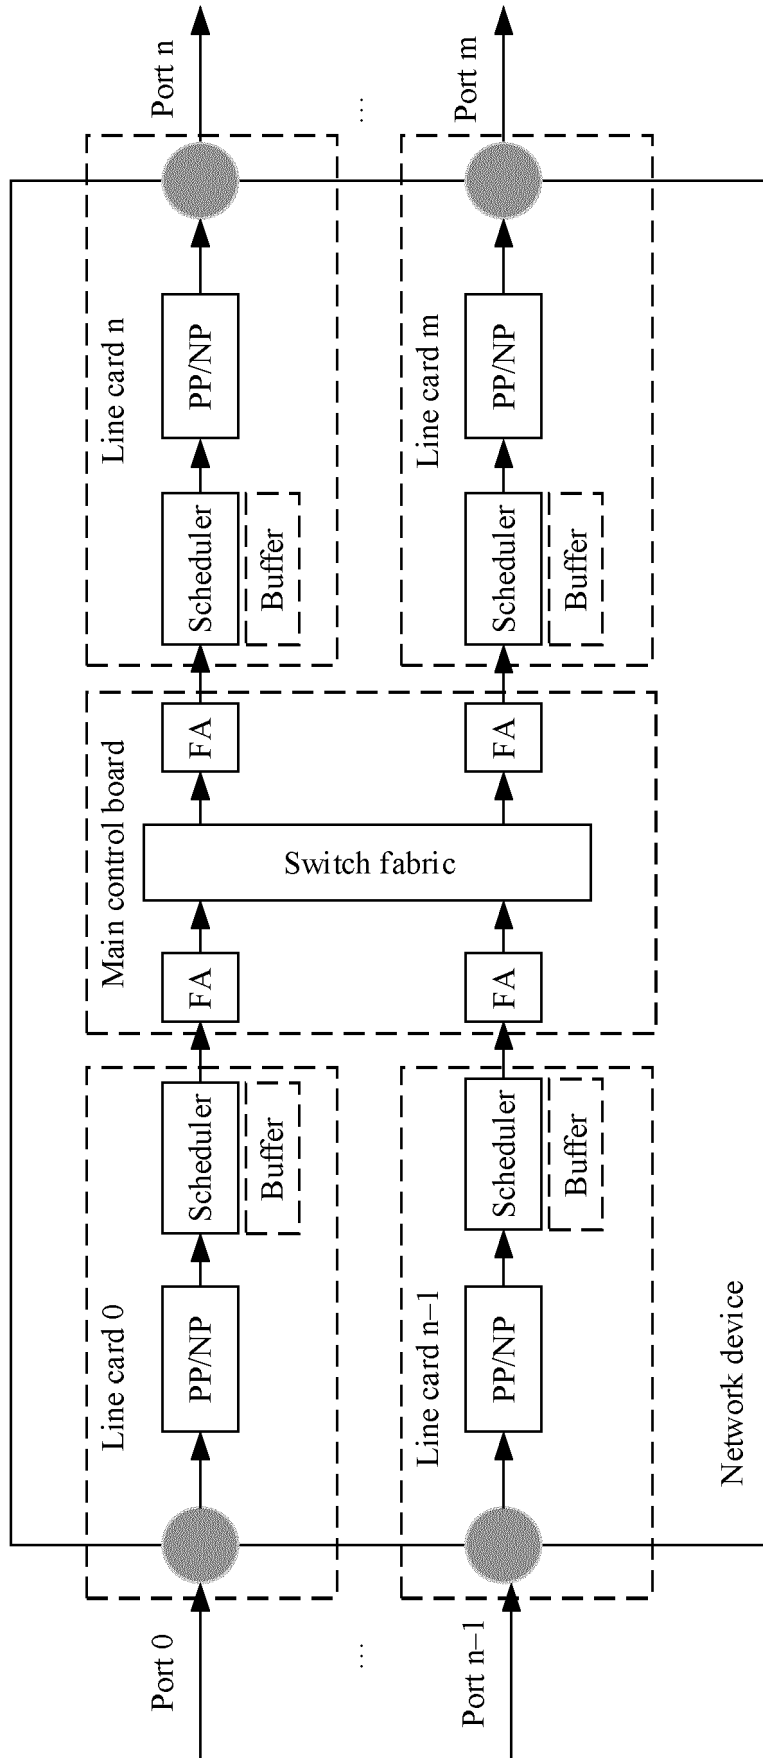 Port 0
Line card 0
PP/NP
Scheduler
Buffer
Main control board
FA
Switch fabric
FA
Line card n
Scheduler
Buffer
PP/NP
Port n
...
...
Port n–1
Line card n–1
PP/NP
Scheduler
Buffer
FA
FA
Line card m
Scheduler
Buffer
PP/NP
Port m
Network device